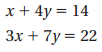 x + 4y = 14
3x + 7y = 22